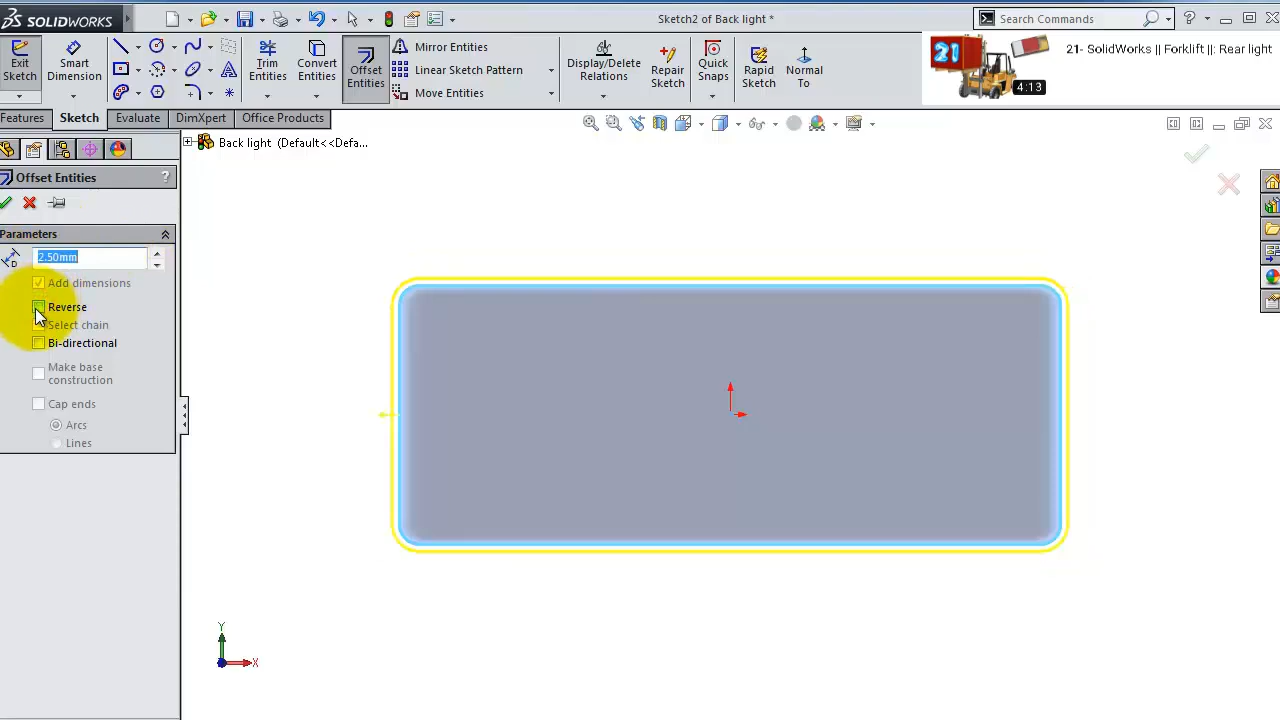 SOLIDWORKS
Sketch2 of Back light *
Search Commands
Exit Sketch
Smart Dimension
Trim Entities
Convert Entities
Offset Entities
Mirror Entities
Linear Sketch Pattern
Move Entities
Display/Delete Relations
Repair Sketch
Quick Snaps
Rapid Sketch
Normal To
21
21- SolidWorks || Forklift ||: Rear light
4:13
Features
Sketch
Evaluate
DimXpert
Office Products
Back light (Default<<Defa...
Offset Entities
?
Parameters
2.50mm
Add dimensions
Reverse
Select chain
Bi-directional
Make base construction
Cap ends
Arcs
Lines
Y
X